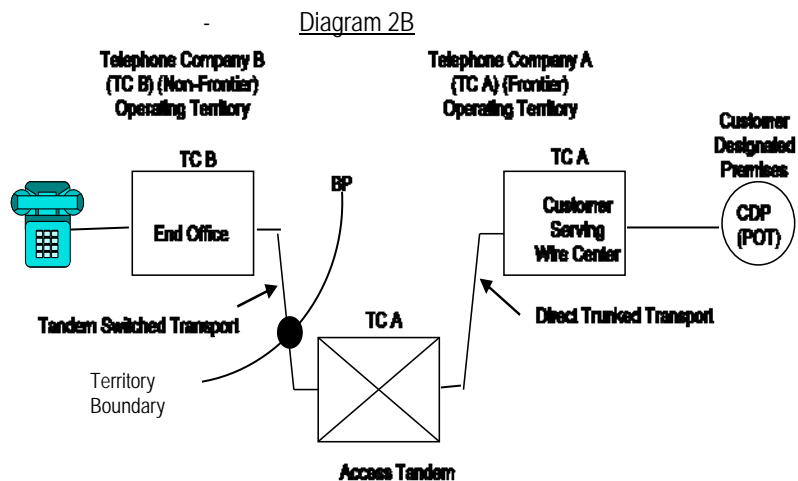 -
Diagram 2B
Telephone Company B
(TC B) (Non-Frontier)
Operating Territory
Telephone Company A
(TC A) (Frontier)
Operating Territory
Customer
Designated
Premises
TC B
BP
TC A
End Office
Customer
Serving
Wire Center
CDP
(POT)
Tandem Switched Transport
TC A
Direct Trunked Transport
Territory
Boundary
Access Tandem